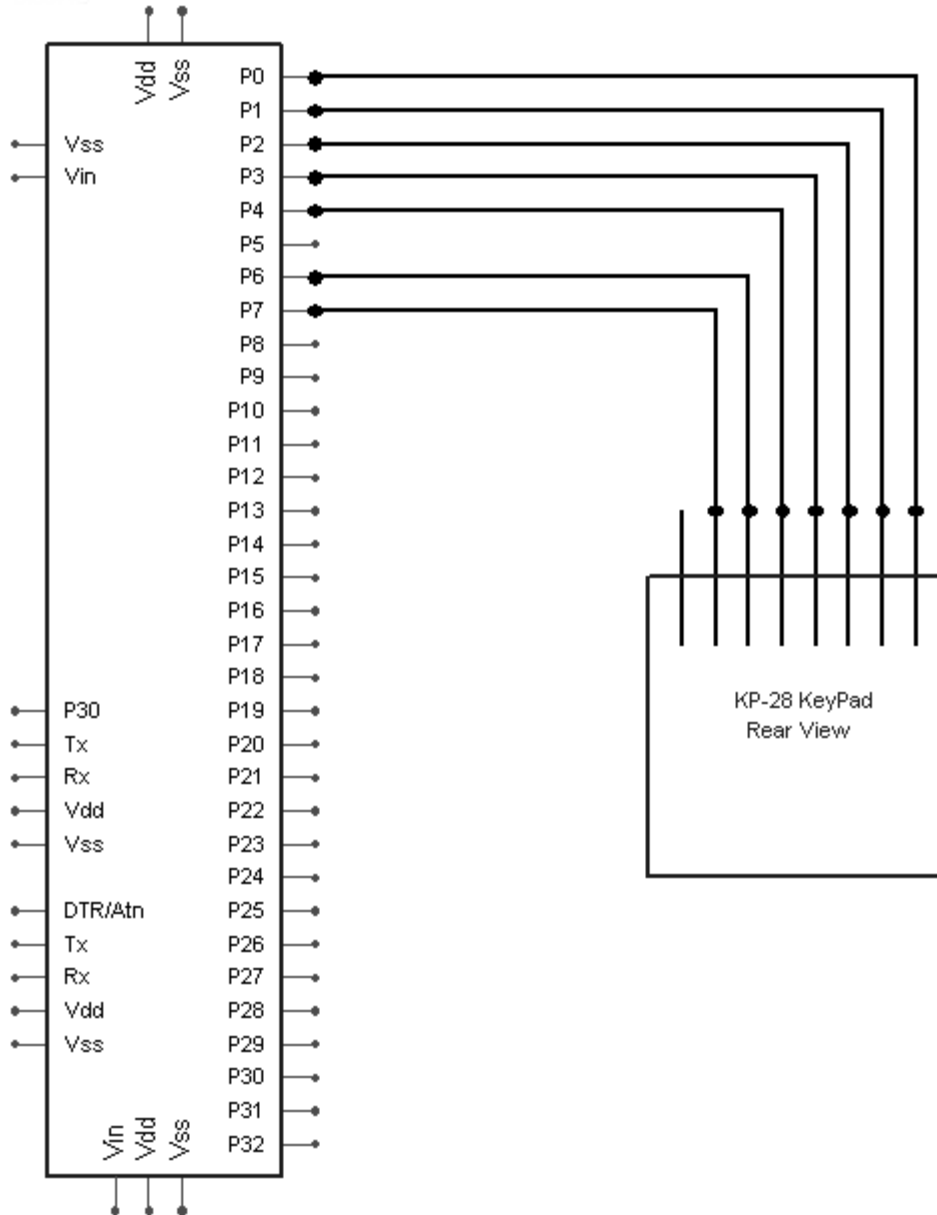 Vdd
Vss
Vss
Vin
P0
P1
P2
P3
P4
P5
P6
P7
P8
P9
P10
P11
P12
P13
P14
P15
P16
P17
P18
P30
P19
Tx
P20
Rx
P21
Vdd
P22
Vss
P23
P24
DTR/Atn
P25
Tx
P26
Rx
P27
Vdd
P28
Vss
P29
P30
P31
P32
Vin
Vdd
Vss
KP-28 KeyPad
Rear View